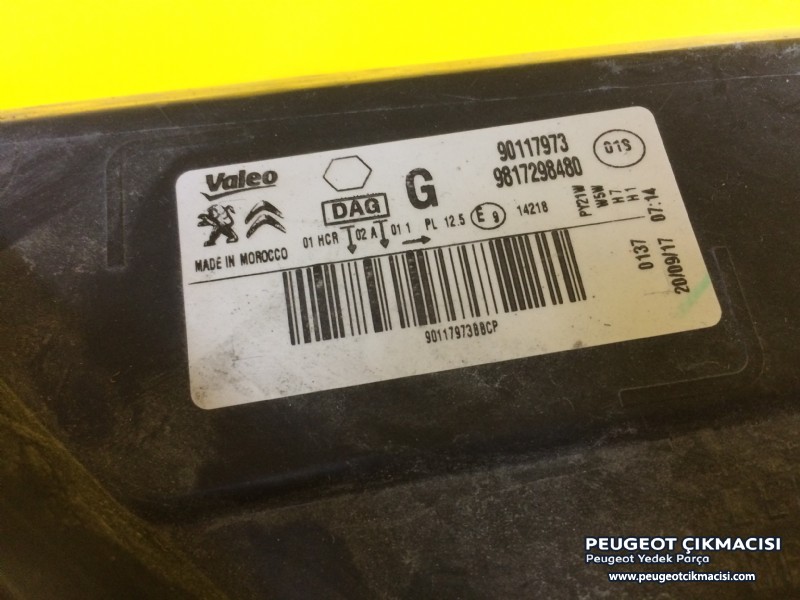 Valeo
MADE IN MOROCCO
DAG
G
01 HCR 02 A 01 1 PL 12.5 E9 14218
90117973
9817298480
01S
PY21W
W5W
H7
H1
07:14
0137
20/09/17
9011797388CP
PEUGEOT ÇIKMACISI
Peugeot Yedek Parça
www.peugeotcikmacisi.com